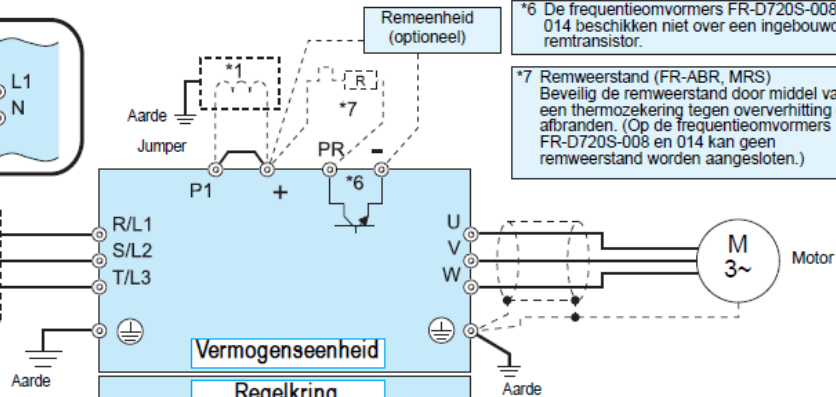 Remeenheid
(optioneel)
*6 De frequentieomvormers FR-D720S-008
014 beschikken niet over een ingebouw
remtransistor.
*7 Remweerstand (FR-ABR, MRS)
Beveilig de remweerstand door middel va
een thermozekering tegen oververhitting
afbranden. (Op de frequentieomvormers
FR-D720S-008 en 014 kan geen
remweerstand worden aangesloten.)
L1
N
*1
R
*7
Aarde
Jumper
PR
-
P1
+
*6
R/L1
S/L2
T/L3
U
V
W
M
3~
Motor
Vermogenseenheid
Aarde
Aarde
Regelkring